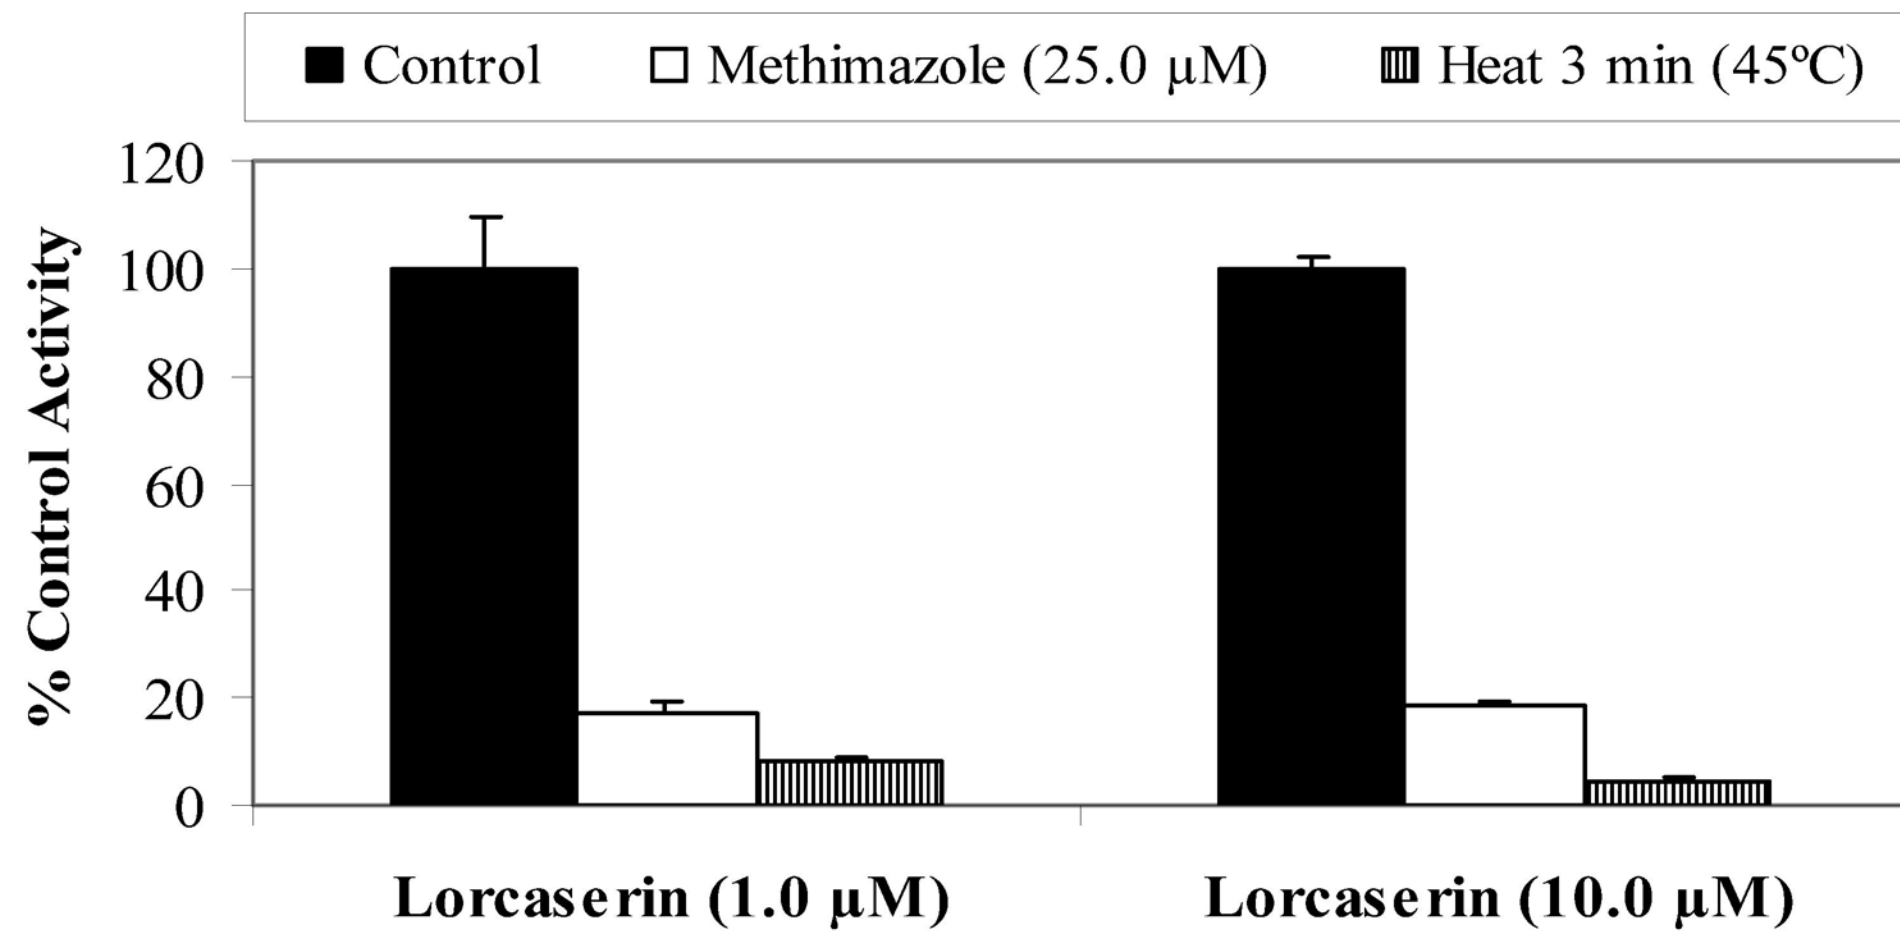 Control Methimazole (25.0 μM) Heat 3 min (45ºC)
120
100
80
60
40
20
0
% Control Activity
Lorcaserin (1.0 μM) Lorcaserin (10.0 μM)